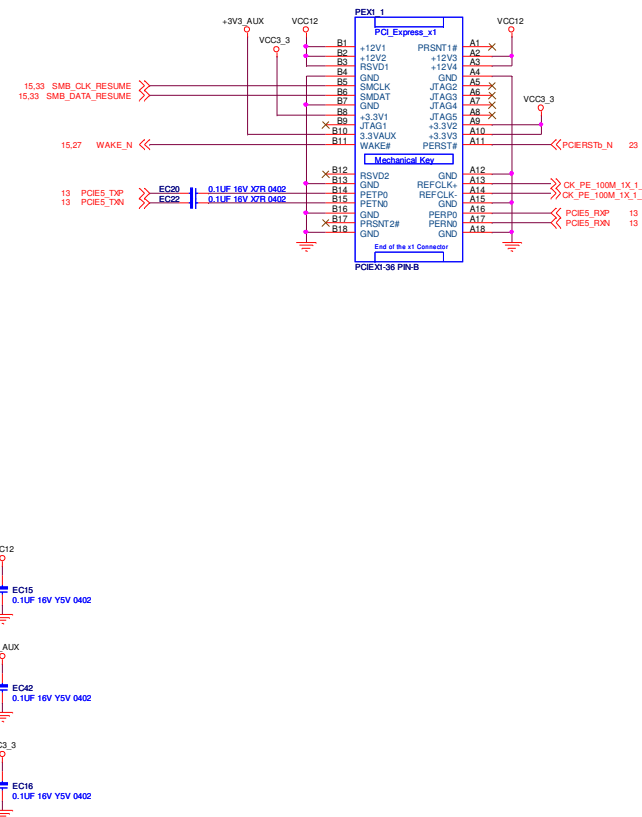 PEX1_1
+3V3_AUX VCC12 VCC12
PCI_Express_x1
VCC3_3
B1 +12V1 PRSNT1# A1
B2 +12V2 +12V3 A2
B3 RSVD1 +12V4 A3
B4 GND GND A4
15,33 SMB_CLK_RESUME B5 SMCLK JTAG2 A5
15,33 SMB_DATA_RESUME B6 SMDAT JTAG3 A6
B7 GND JTAG4 A7
VCC3_3
B8 +3.3V1 JTAG5 A8
B9 JTAG1 +3.3V2 A9
B10 3.3VAUX +3.3V3 A10
15,27 WAKE_N B11 WAKE# PERST# A11 PCIERSTb_N 23
Mechanical Key
B12 RSVD2 GND A12
B13 GND REFCLK+ A13 CK_PE_100M_1X_1_
13 PCIE5_TXP EC20 0.1UF 16V X7R 0402 B14 PETP0 REFCLK- A14 CK_PE_100M_1X_1_
13 PCIE5_TXN EC22 0.1UF 16V X7R 0402 B15 PETN0 GND A15
B16 GND PERP0 A16 PCIE5_RXP 13
B17 PRSNT2# PERN0 A17 PCIE5_RXN 13
B18 GND GND A18
End of the x1 Connector
PCIEX1-36 PIN-B
C12
EC15
0.1UF 16V Y5V 0402
_AUX
EC42
0.1UF 16V Y5V 0402
C3_3
EC16
0.1UF 16V Y5V 0402